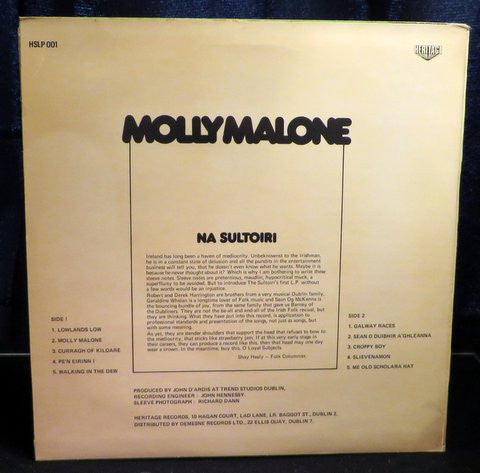 HSLP 001
HERITAGE
MOLLY MALONE
NA SULTOIRI
Ireland has long been a haven of mediocrity. Unbeknownst to the Irishman,
he is in a constant state of delusion and all the pundits in the entertainment
business will tell you, that he doesn't even know what he wants. Maybe it is
because he never thought about it? Which is why I am bothering to write these
sleeve notes. Sleeve notes are pretentious, maudlin, hypocritical muck, a
superfluity to be avoided. But to introduce The Sultoiri's first L.P. without
a few words would be an injustice.
Robert and Derek Harrington are brothers from a very musical Dublin family,
Geraldine Whelan is a longtime lover of Folk music and Sean Og McKenna is
the bouncing bundle of joy, from the same family that gave us Barney of
the Dubliners. They are not the be-all and end-all of the Irish Folk revival, but
they are thinking. What they have put into this record, is application to
professional standards and presentation of songs, not just as songs, but
with some meaning.
As yet, they are slender shoulders that support the head that refuses to bow to
the mediocrity, that sticks like strawberry jam. If at this very early stage in
their careers, they can produce a record like this, then that head may one day
wear a crown. In the meantime, buy this, O Loyal Subjects.
Shay Healy – Folk Columnist.
SIDE 1
1. LOWLANDS LOW
2. MOLLY MALONE
3. CURRAGH OF KILDARE
4. PE'N EIRINN I
5. WALKING IN THE DEW
SIDE 2
1. GALWAY RACES
2. SEAN O DUIBHIR A'GHLEANNA
3. CROPPY BOY
4. SLIEVENAMON
5. ME OLD SCHOLARA HAT
PRODUCED BY JOHN D'ARDIS AT TREND STUDIOS DUBLIN,
RECORDING ENGINEER : JOHN HENNESSY.
SLEEVE PHOTOGRAPH : RICHARD DANN
HERITAGE RECORDS, 10 HAGAN COURT, LAD LANE, LR. BAGGOT ST., DUBLIN 2.
DISTRIBUTED BY DEMESNE RECORDS LTD., 22 ELLIS QUAY, DUBLIN 7.